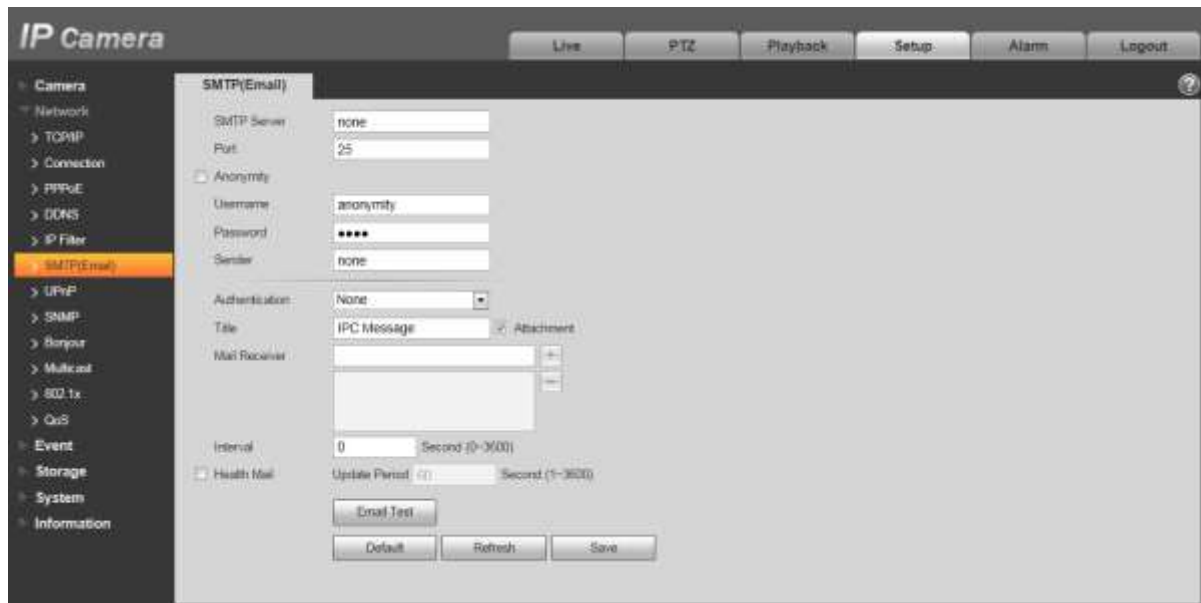 IP Camera
Live PTZ Playback Setup Alarm Logout
Camera
Network
TCP/IP
Connection
PPPoE
DDNS
IP Filter
SMTP(Email)
UPnP
SNMP
Bonjour
Multicast
802.1x
QoS
Event
Storage
System
Information
SMTP(Email)
?
SMTP Server none
Port 25
Anonymity
Username anonymity
Password ••••
Sender none
Authentication None
Title IPC Message Attachment
Mail Receiver
Interval 0 Second (0~3600)
Health Mail Update Period 60 Second (1~3600)
Email Test
Default Refresh Save